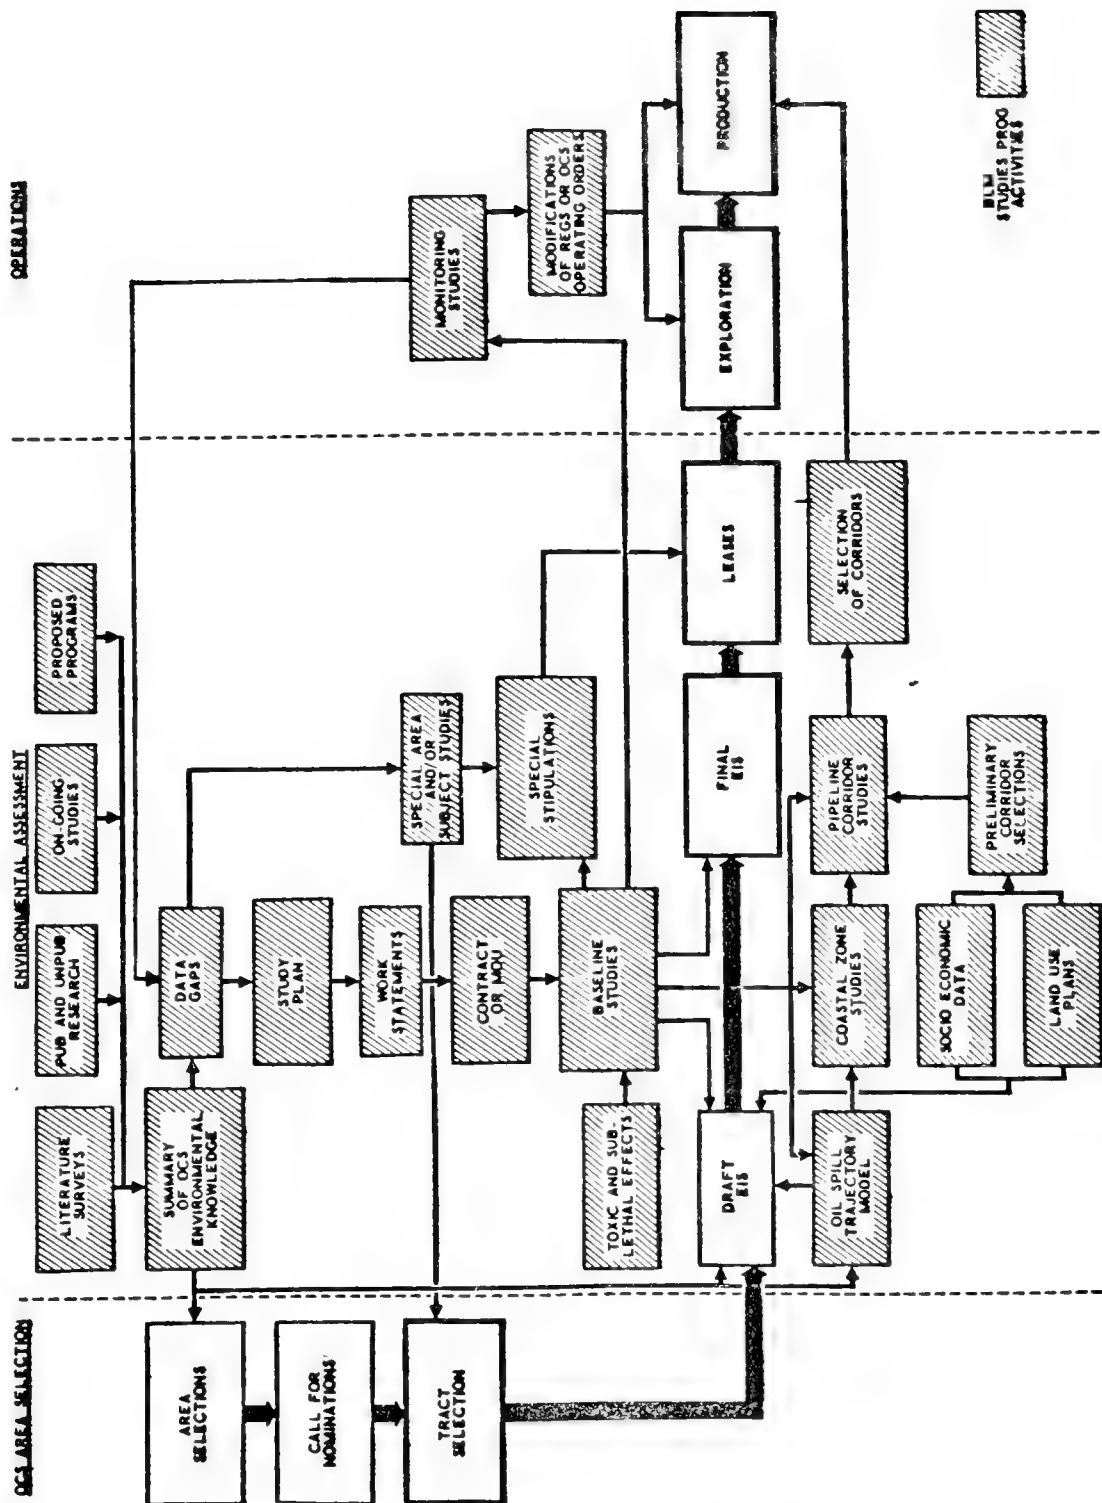 OCS AREA SELECTION
ENVIRONMENTAL ASSESSMENT
OPERATIONS
AREA
SELECTIONS
CALL FOR
NOMINATIONS
TRACT
SELECTION
LITERATURE
SURVEYS
PUB AND UNPUB
RESEARCH
ON-GOING
STUDIES
PROPOSED
PROGRAMS
SUMMARY
OF OCS
ENVIRONMENTAL
KNOWLEDGE
DATA
GAPS
STUDY
PLAN
WORK
STATEMENTS
CONTRACT
OR MOU
SPECIAL AREA
AND/OR
SUBJECT STUDIES
SPECIAL
STIPULATIONS
TOXIC AND SUB-
LETHAL EFFECTS
BASELINE
STUDIES
DRAFT
EIS
FINAL
EIS
LEASES
EXPLORATION
PRODUCTION
MONITORING
STUDIES
MODIFICATIONS
OF REGS OR OCS
OPERATING ORDERS
OIL SPILL
TRAJECTORY
MODEL
COASTAL ZONE
STUDIES
PIPELINE
CORRIDOR
STUDIES
SELECTION
OF CORRIDORS
SOCIO ECONOMIC
DATA
LAND USE
PLANS
PRELIMINARY
CORRIDOR
SELECTIONS
BLM
STUDIES PROG
ACTIVITIES